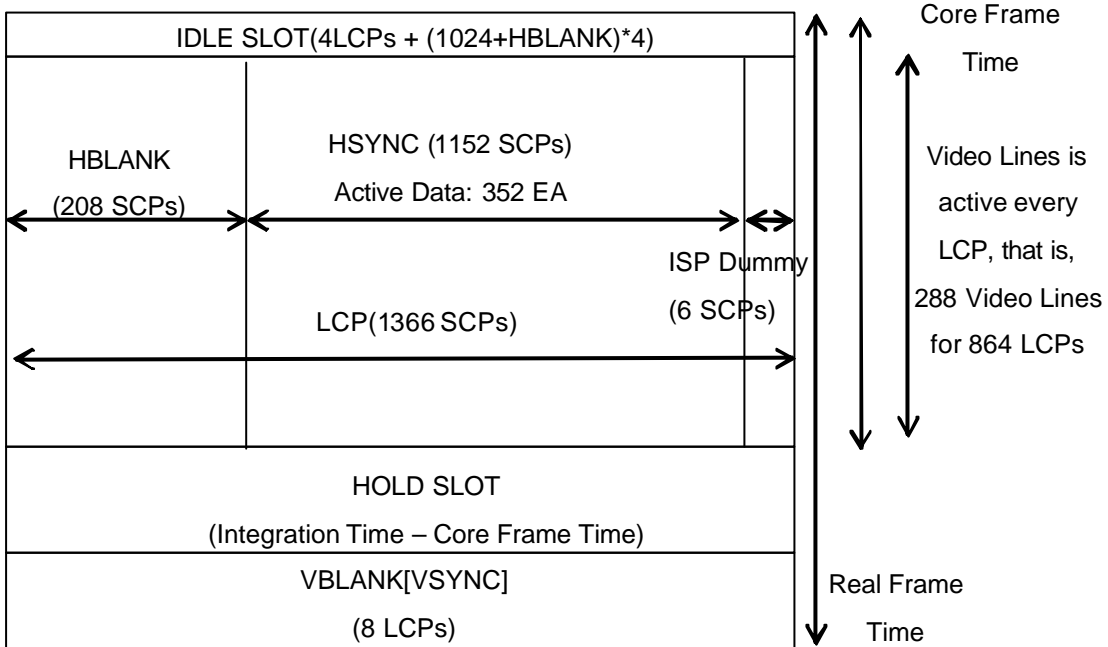 IDLE SLOT(4LCPs + (1024+HBLANK)*4)
HBLANK
(208 SCPs)
HSYNC (1152 SCPs)
Active Data: 352 EA
ISP Dummy
(6 SCPs)
LCP(1366 SCPs)
HOLD SLOT
(Integration Time – Core Frame Time)
VBLANK[VSYNC]
(8 LCPs)
Core Frame
Time
Video Lines is
active every
LCP, that is,
288 Video Lines
for 864 LCPs
Real Frame
Time